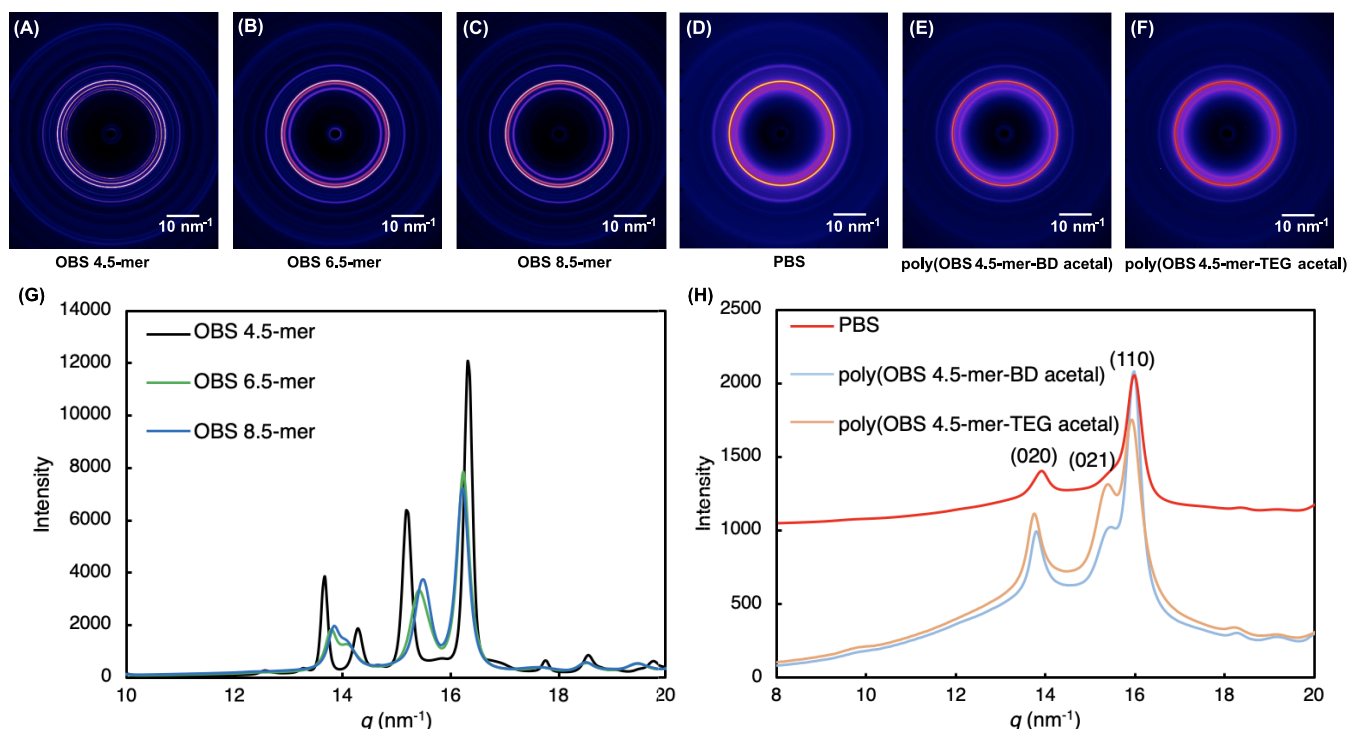 (A) (B) (C) (D) (E) (F)
10 nm⁻¹ 10 nm⁻¹ 10 nm⁻¹ 10 nm⁻¹ 10 nm⁻¹ 10 nm⁻¹
OBS 4.5-mer OBS 6.5-mer OBS 8.5-mer PBS poly(OBS 4.5-mer-BD acetal) poly(OBS 4.5-mer-TEG acetal)
(G)
14000
12000
10000
8000
6000
4000
2000
0
Intensity
OBS 4.5-mer
OBS 6.5-mer
OBS 8.5-mer
10 12 14 16 18 20
q (nm⁻¹)
(H)
2500
2000
1500
1000
500
0
Intensity
PBS
poly(OBS 4.5-mer-BD acetal)
poly(OBS 4.5-mer-TEG acetal)
(110)
(020)
(021)
8 10 12 14 16 18 20
q (nm⁻¹)